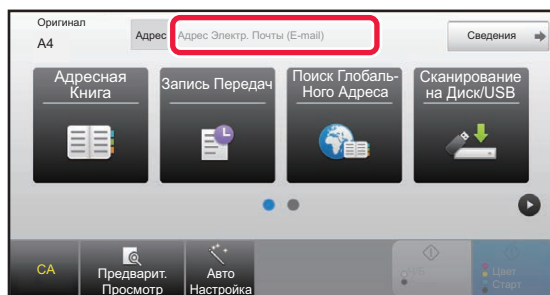 Оригинал
A4
Адрес
Адрес Электр. Почты (E-mail)
Сведения
Адресная
Книга
Запись Передач
Поиск Глобаль-
Ного Адреса
Сканирование
на Диск/USB
CA
Предварит.
Просмотр
Авто
Настройка
Ч/Б
Старт
Цвет
Старт